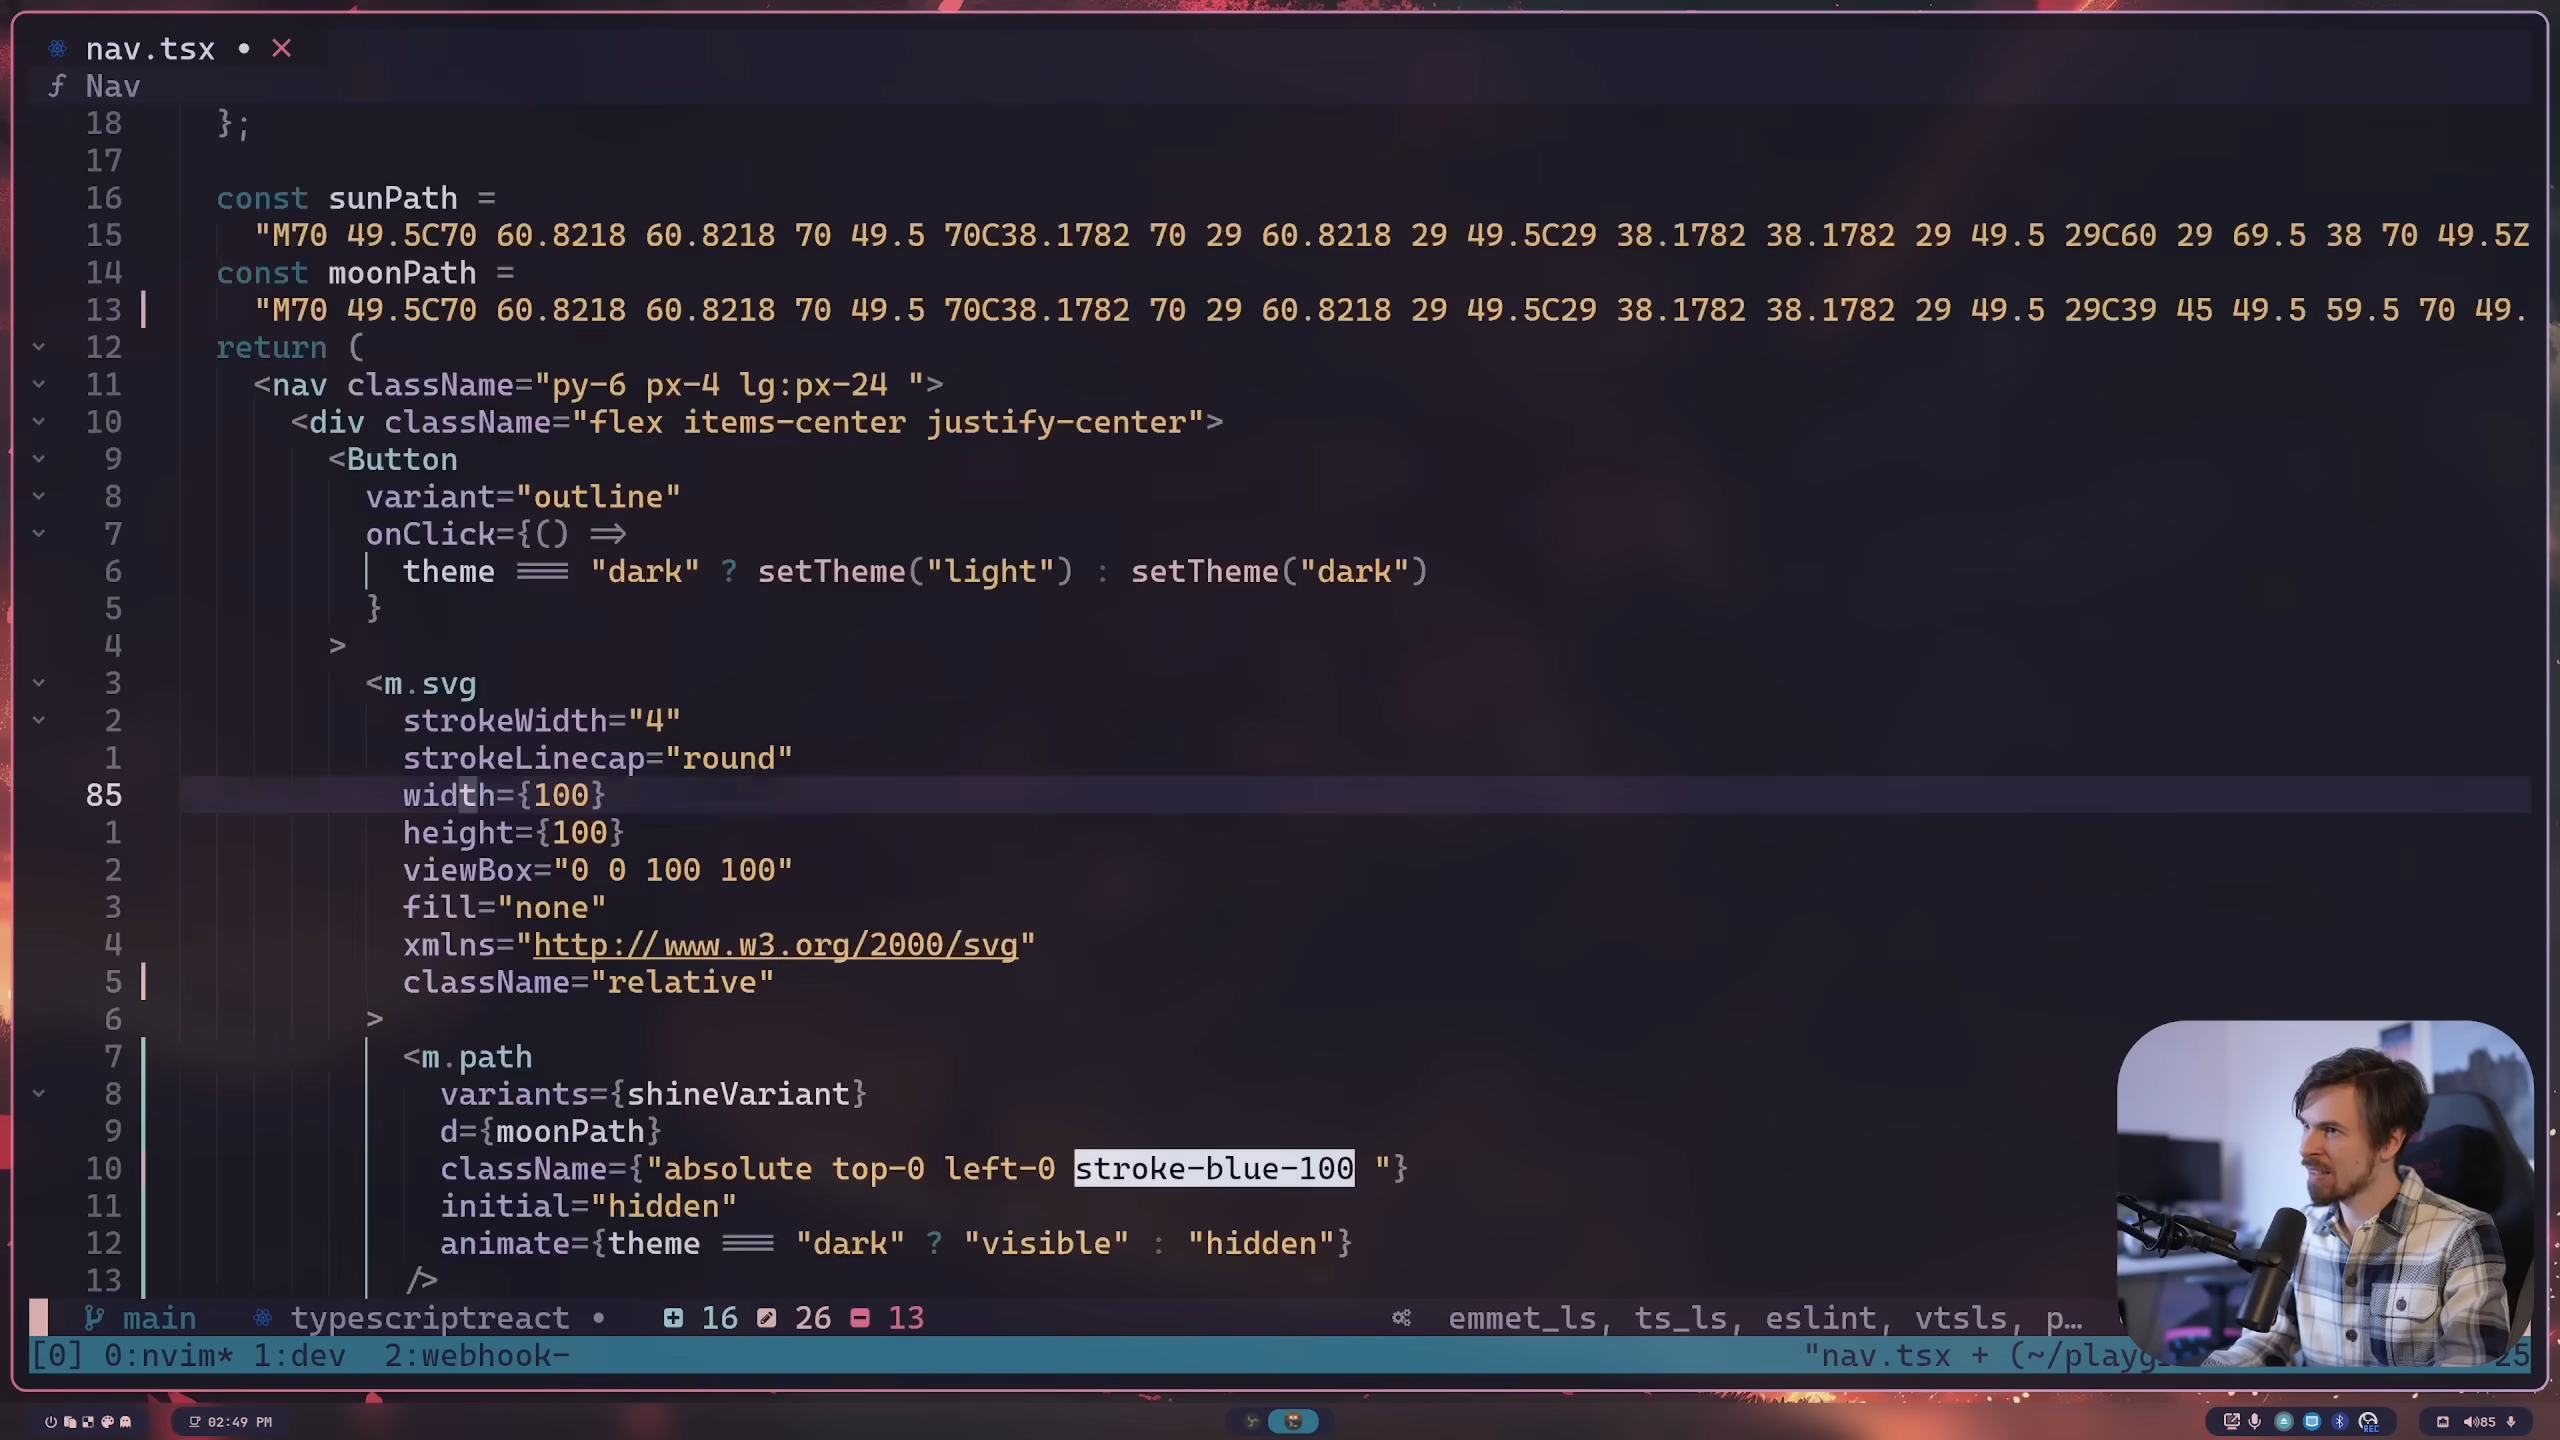 nav.tsx • ×
ƒ Nav
18 };
17
16 const sunPath =
15 "M70 49.5C70 60.8218 60.8218 70 49.5 70C38.1782 70 29 60.8218 29 49.5C29 38.1782 38.1782 29 49.5 29C60 29 69.5 38 70 49.5Z
14 const moonPath =
13 "M70 49.5C70 60.8218 60.8218 70 49.5 70C38.1782 70 29 60.8218 29 49.5C29 38.1782 38.1782 29 49.5 29C39 45 49.5 59.5 70 49.
12 return (
11 <nav className="py-6 px-4 lg:px-24 ">
10 <div className="flex items-center justify-center">
9 <Button
8 variant="outline"
7 onClick={() =>
6 theme === "dark" ? setTheme("light") : setTheme("dark")
5 }
4 >
3 <m.svg
2 strokeWidth="4"
1 strokeLinecap="round"
85 width={100}
1 height={100}
2 viewBox="0 0 100 100"
3 fill="none"
4 xmlns="http://www.w3.org/2000/svg"
5 className="relative"
6 >
7 <m.path
8 variants={shineVariant}
9 d={moonPath}
10 className={"absolute top-0 left-0 stroke-blue-100 "}
11 initial="hidden"
12 animate={theme === "dark" ? "visible" : "hidden"}
13 />
main typescriptreact • 16 26 13 emmet_ls, ts_ls, eslint, vtsls, p…
[0] 0:nvim* 1:dev 2:webhook- "nav.tsx + (~/playg 25
02:49 PM REC 85